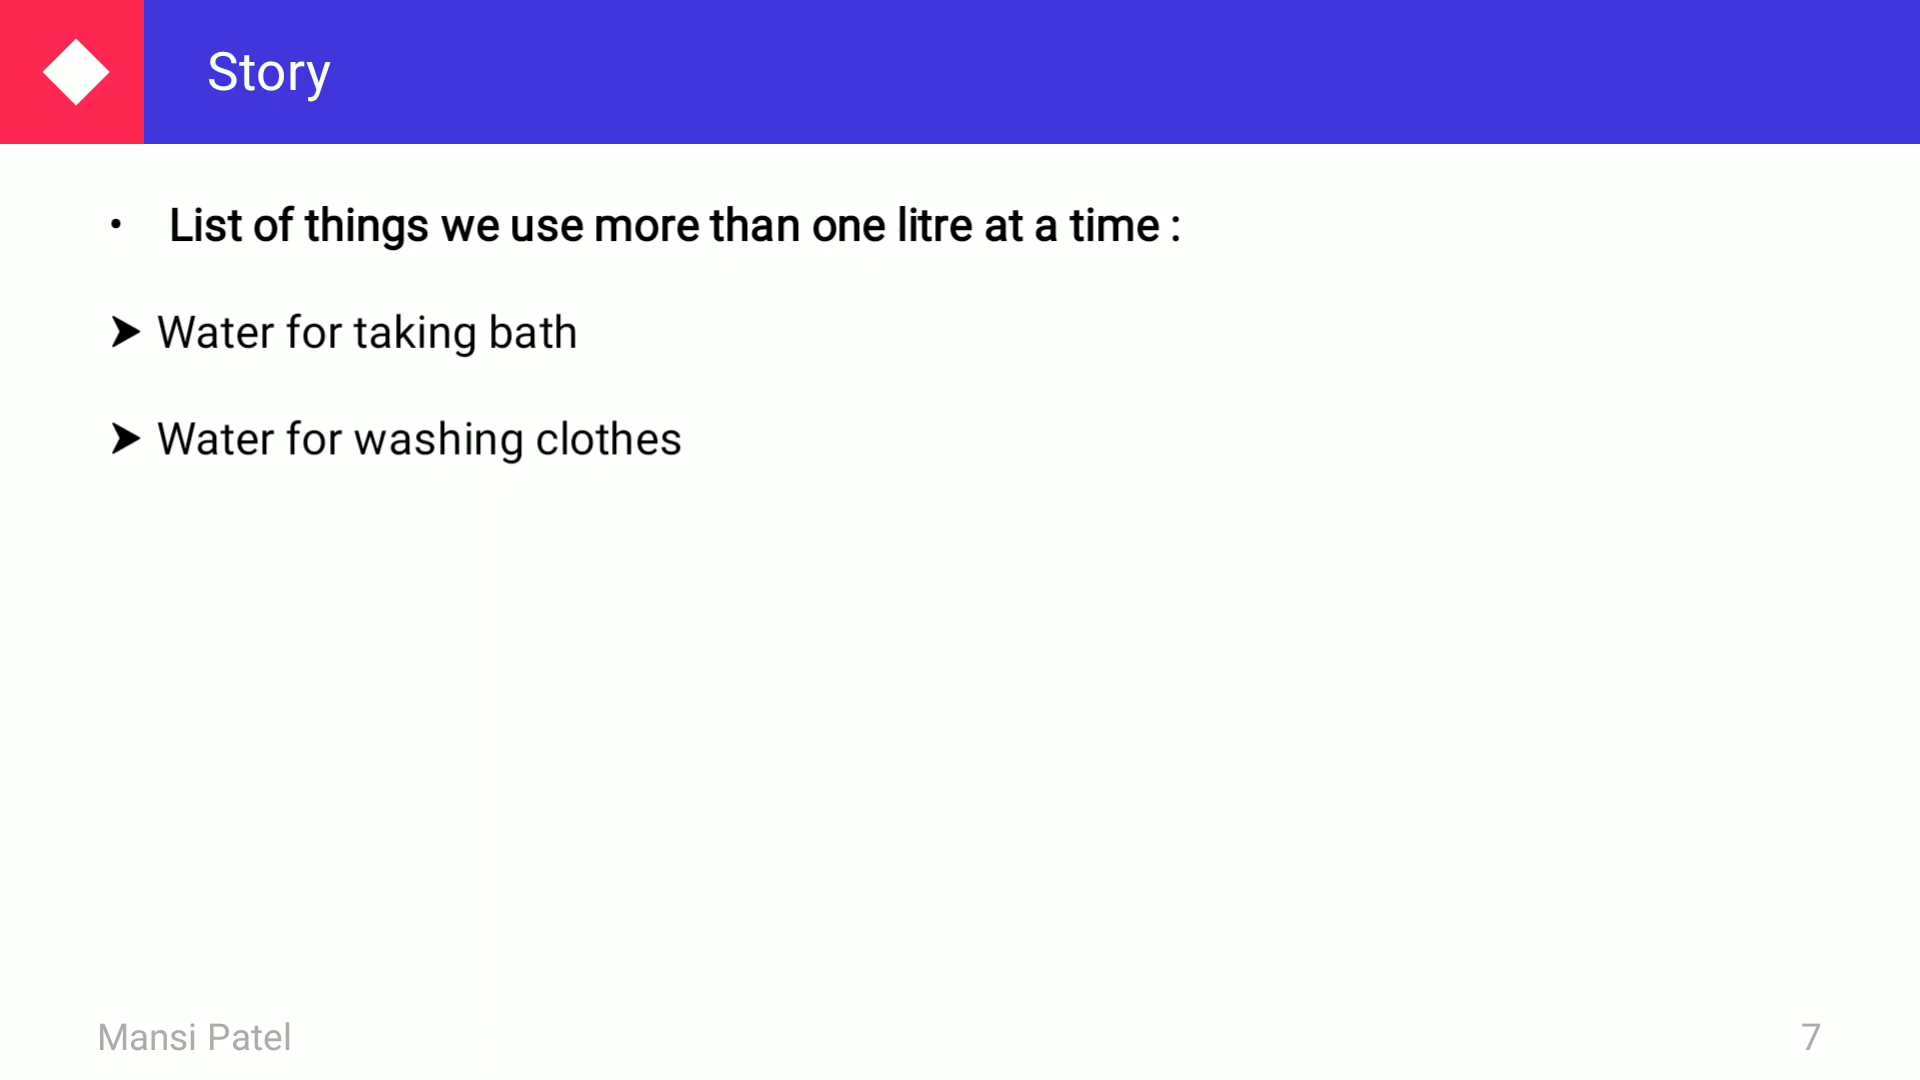 Story
• List of things we use more than one litre at a time :
➤ Water for taking bath
➤ Water for washing clothes
Mansi Patel
7